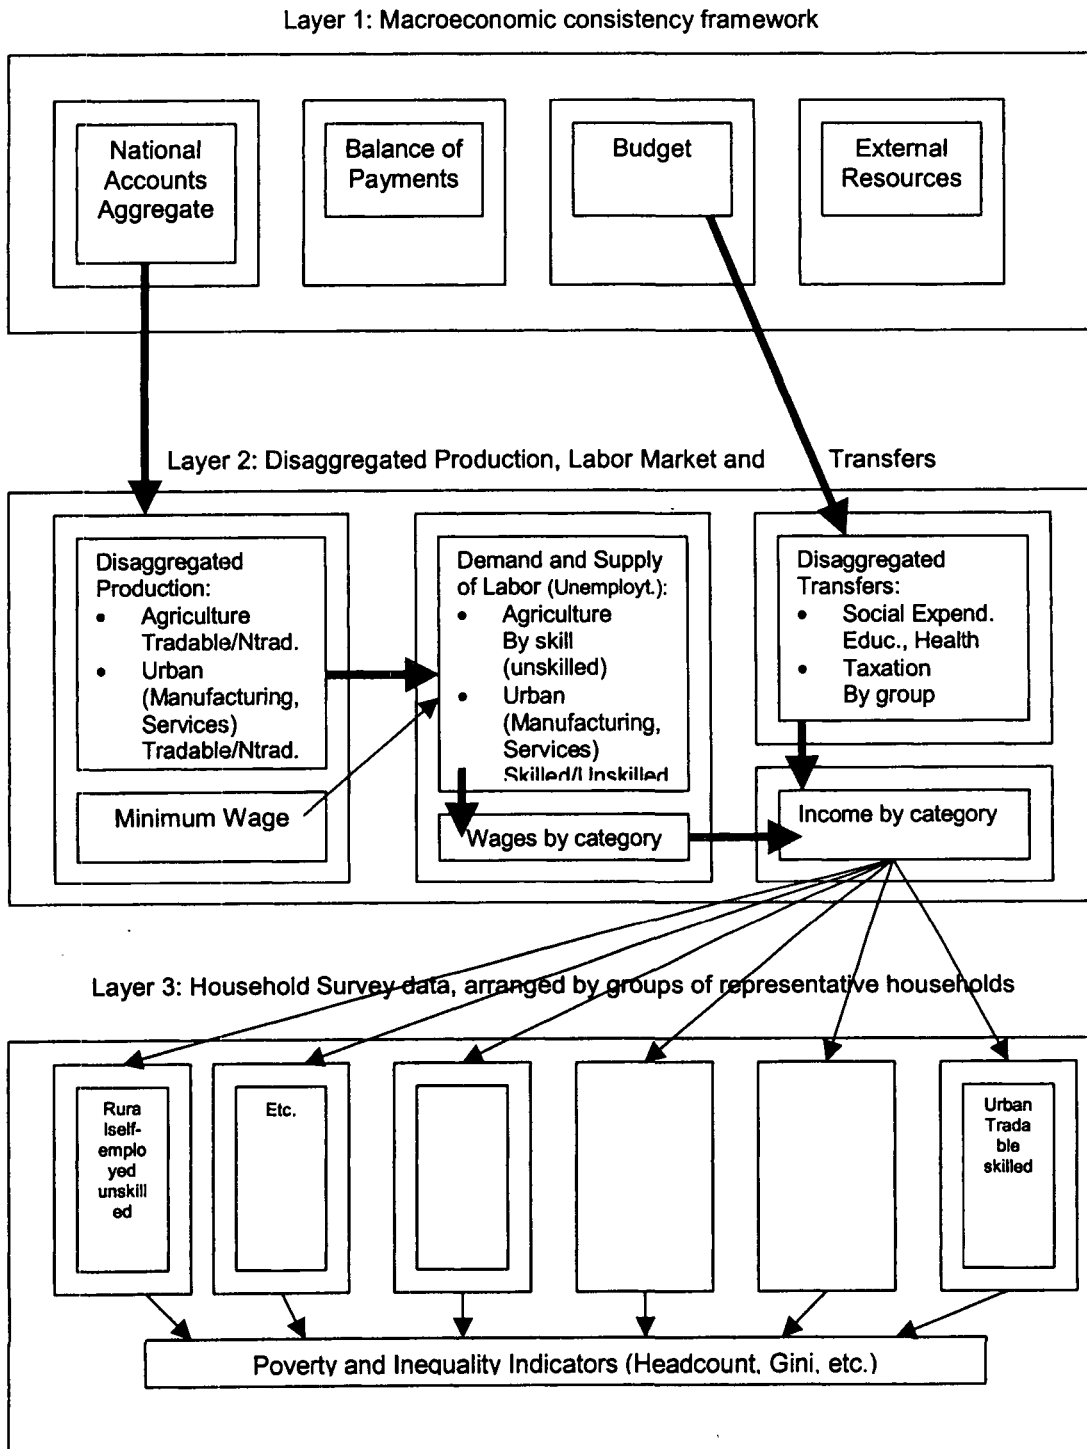 Layer 1: Macroeconomic consistency framework
National
Accounts
Aggregate
Balance of
Payments
Budget
External
Resources
Layer 2: Disaggregated Production, Labor Market and Transfers
Disaggregated
Production:
• Agriculture
Tradable/Ntrad.
• Urban
(Manufacturing,
Services)
Tradable/Ntrad.
Minimum Wage
Demand and Supply
of Labor (Unemployt.):
• Agriculture
By skill
(unskilled)
• Urban
(Manufacturing,
Services)
Skilled/Unskilled
Wages by category
Disaggregated
Transfers:
• Social Expend.
Educ., Health
• Taxation
By group
Income by category
Layer 3: Household Survey data, arranged by groups of representative households
Rura
lself-
emplo
yed
unskill
ed
Etc.
Urban
Trada
ble
skilled
Poverty and Inequality Indicators (Headcount, Gini, etc.)